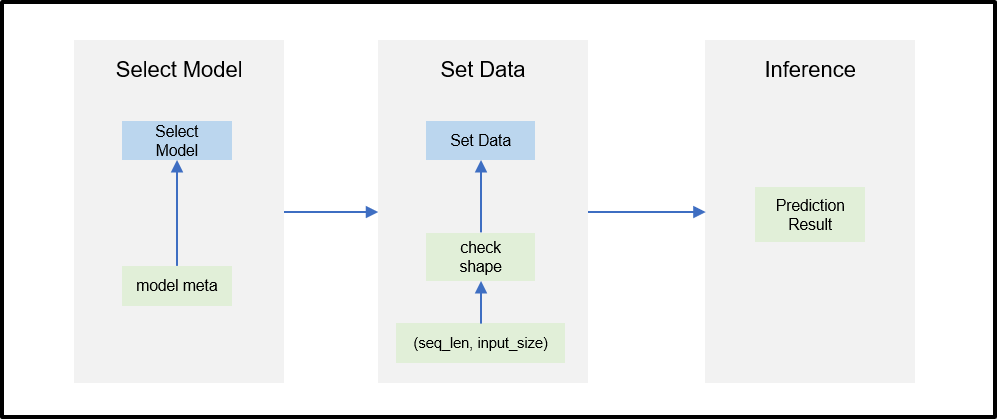 Select Model
Select
Model
model meta
Set Data
Set Data
check
shape
(seq_len, input_size)
Inference
Prediction
Result